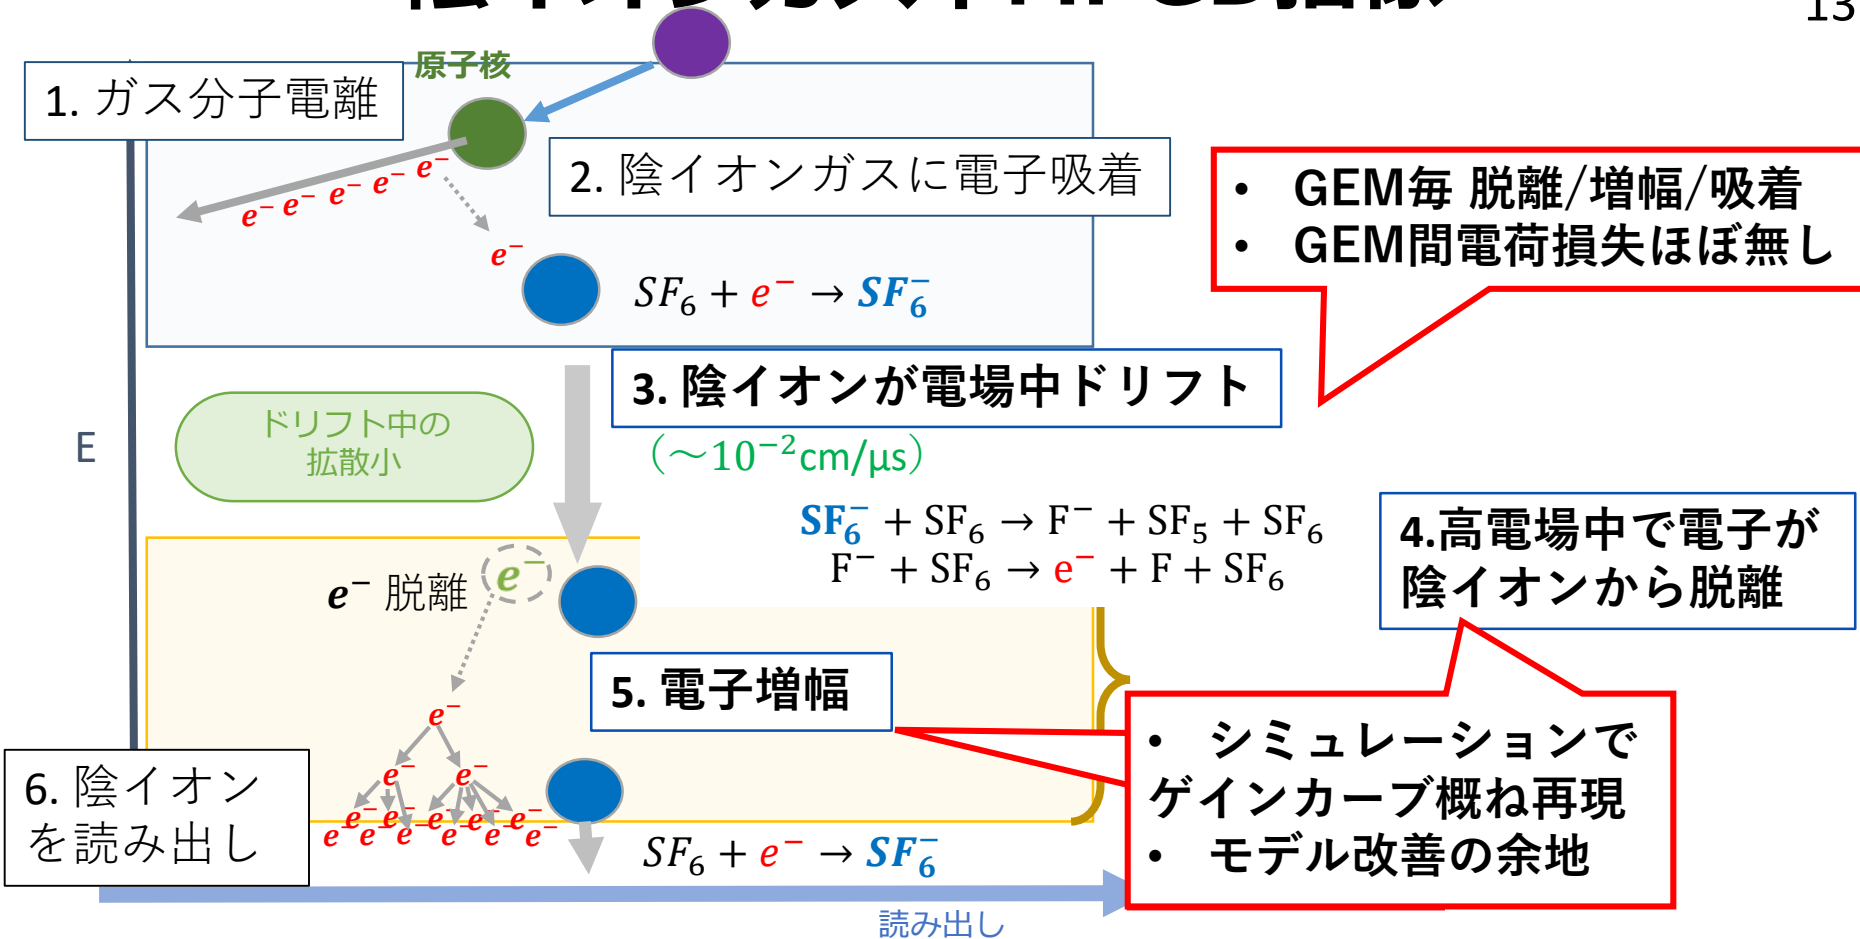 13
原子核
1. ガス分子電離
2. 陰イオンガスに電子吸着
e⁻ e⁻ e⁻ e⁻ e⁻
e⁻
SF₆ + e⁻ → SF₆⁻
• GEM毎 脱離/増幅/吸着
• GEM間電荷損失ほぼ無し
3. 陰イオンが電場中ドリフト
(～10⁻²cm/μs)
ドリフト中の
拡散小
E
SF₆⁻ + SF₆ → F⁻ + SF₅ + SF₆
F⁻ + SF₆ → e⁻ + F + SF₆
4.高電場中で電子が
陰イオンから脱離
e⁻ 脱離
e⁻
5. 電子増幅
e⁻
e⁻ e⁻
e⁻ e⁻ e⁻ e⁻ e⁻
e⁻ e⁻ e⁻ e⁻ e⁻ e⁻
• シミュレーションで
ゲインカーブ概ね再現
• モデル改善の余地
6. 陰イオン
を読み出し
SF₆ + e⁻ → SF₆⁻
読み出し